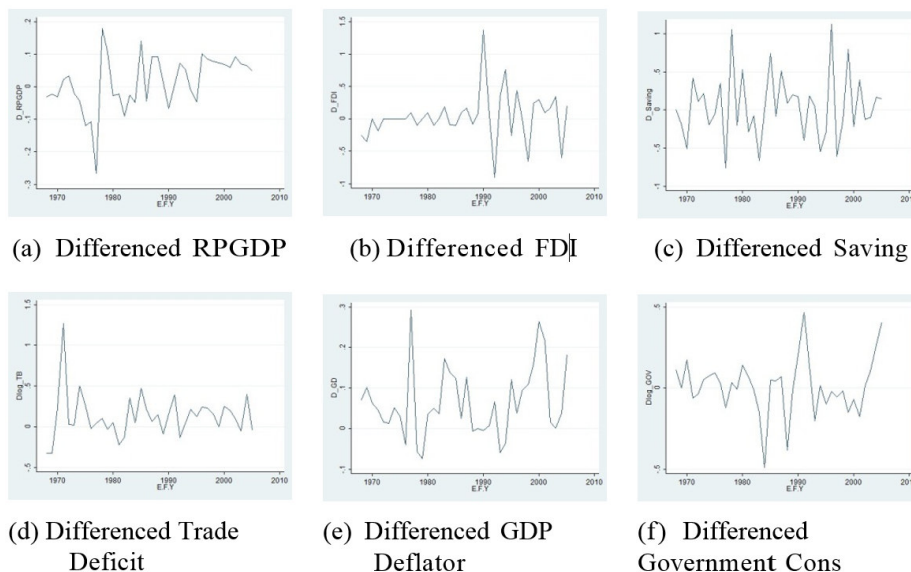 .2
.1
0
-.1
-.2
-.3
D_RPGDP
1970
1980
1990
2000
2010
E.F.Y
(a) Differenced RPGDP
1.5
1
.5
0
-.5
-1
D_FDI
1970
1980
1990
2000
2010
E.F.Y
(b) Differenced FDI
1
.5
0
-.5
-1
D_Saving
1970
1980
1990
2000
E.F.Y
(c) Differenced Saving
1.5
1
.5
0
-.5
Dlog_TB
1970
1980
1990
2000
2010
E.F.Y
(d) Differenced Trade
Deficit
.3
.2
.1
0
-.1
D_GD
1970
1980
1990
2000
2010
E.F.Y
(e) Differenced GDP
Deflator
.5
0
-.5
Dlog_GOV
1970
1980
1990
2000
E.F.Y
(f) Differenced
Government Cons